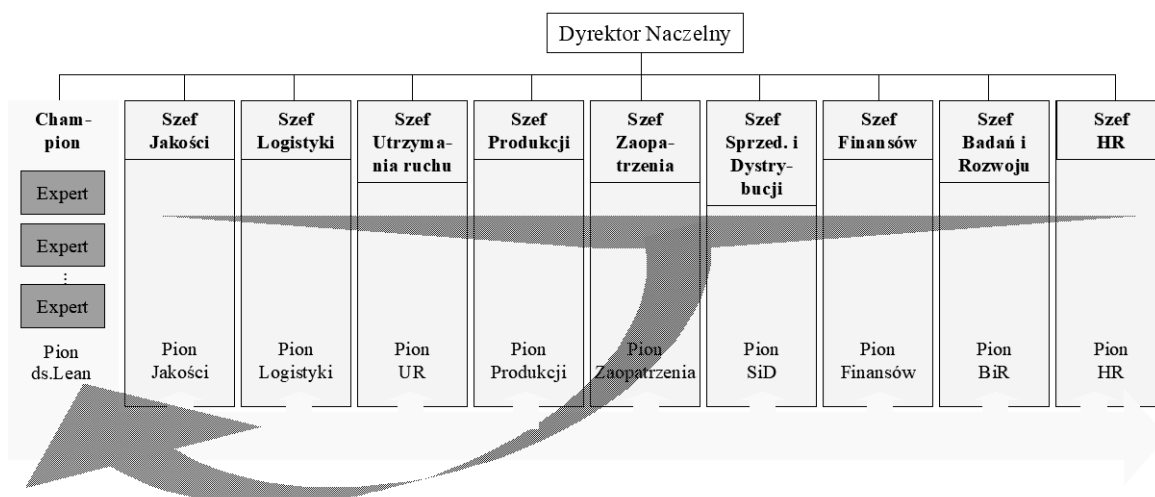 Dyrektor Naczelny
Cham-
pion
Szef
Jakości
Szef
Logistyki
Szef
Utrzyma-
nia ruchu
Szef
Produkcji
Szef
Zaopa-
trzenia
Szef
Sprzed. i
Dystry-
bucji
Szef
Finansów
Szef
Badań i
Rozwoju
Szef
HR
Expert
Expert
...
Expert
Pion
ds.Lean
Pion
Jakości
Pion
Logistyki
Pion
UR
Pion
Produkcji
Pion
Zaopatrzenia
Pion
SiD
Pion
Finansów
Pion
BiR
Pion
HR